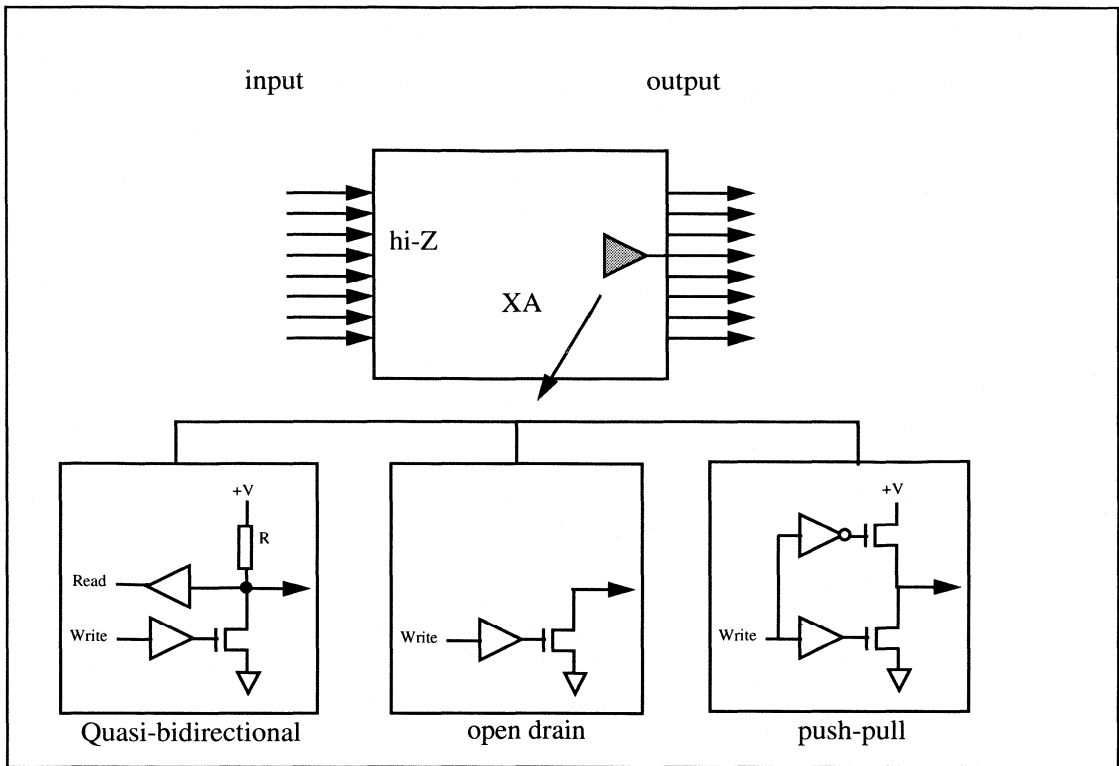 input
output
hi-Z
XA
+V
R
Read
Write
Quasi-bidirectional
Write
open drain
+V
Write
push-pull